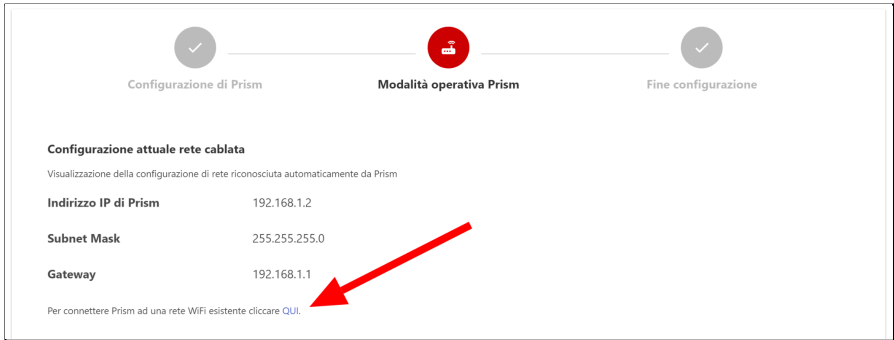 Configurazione di Prism
Modalità operativa Prism
Fine configurazione
Configurazione attuale rete cablata
Visualizzazione della configurazione di rete riconosciuta automaticamente da Prism
Indirizzo IP di Prism 192.168.1.2
Subnet Mask 255.255.255.0
Gateway 192.168.1.1
Per connettere Prism ad una rete WiFi esistente cliccare QUI.